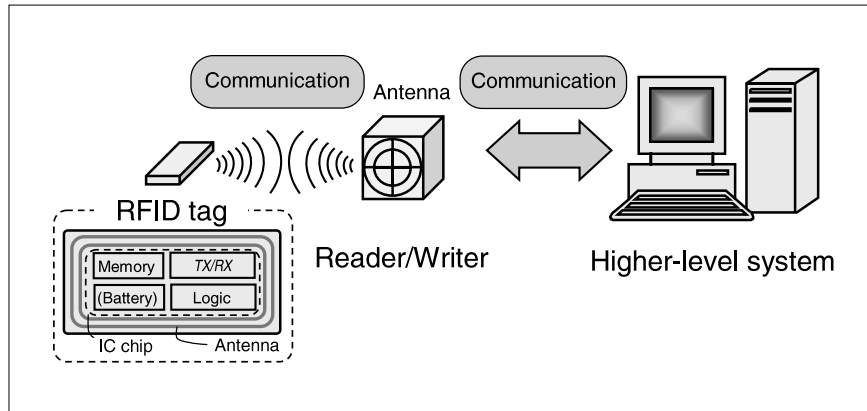 Communication
Communication
Antenna
RFID tag
Memory
TX/RX
(Battery)
Logic
IC chip
Antenna
Reader/Writer
Higher-level system